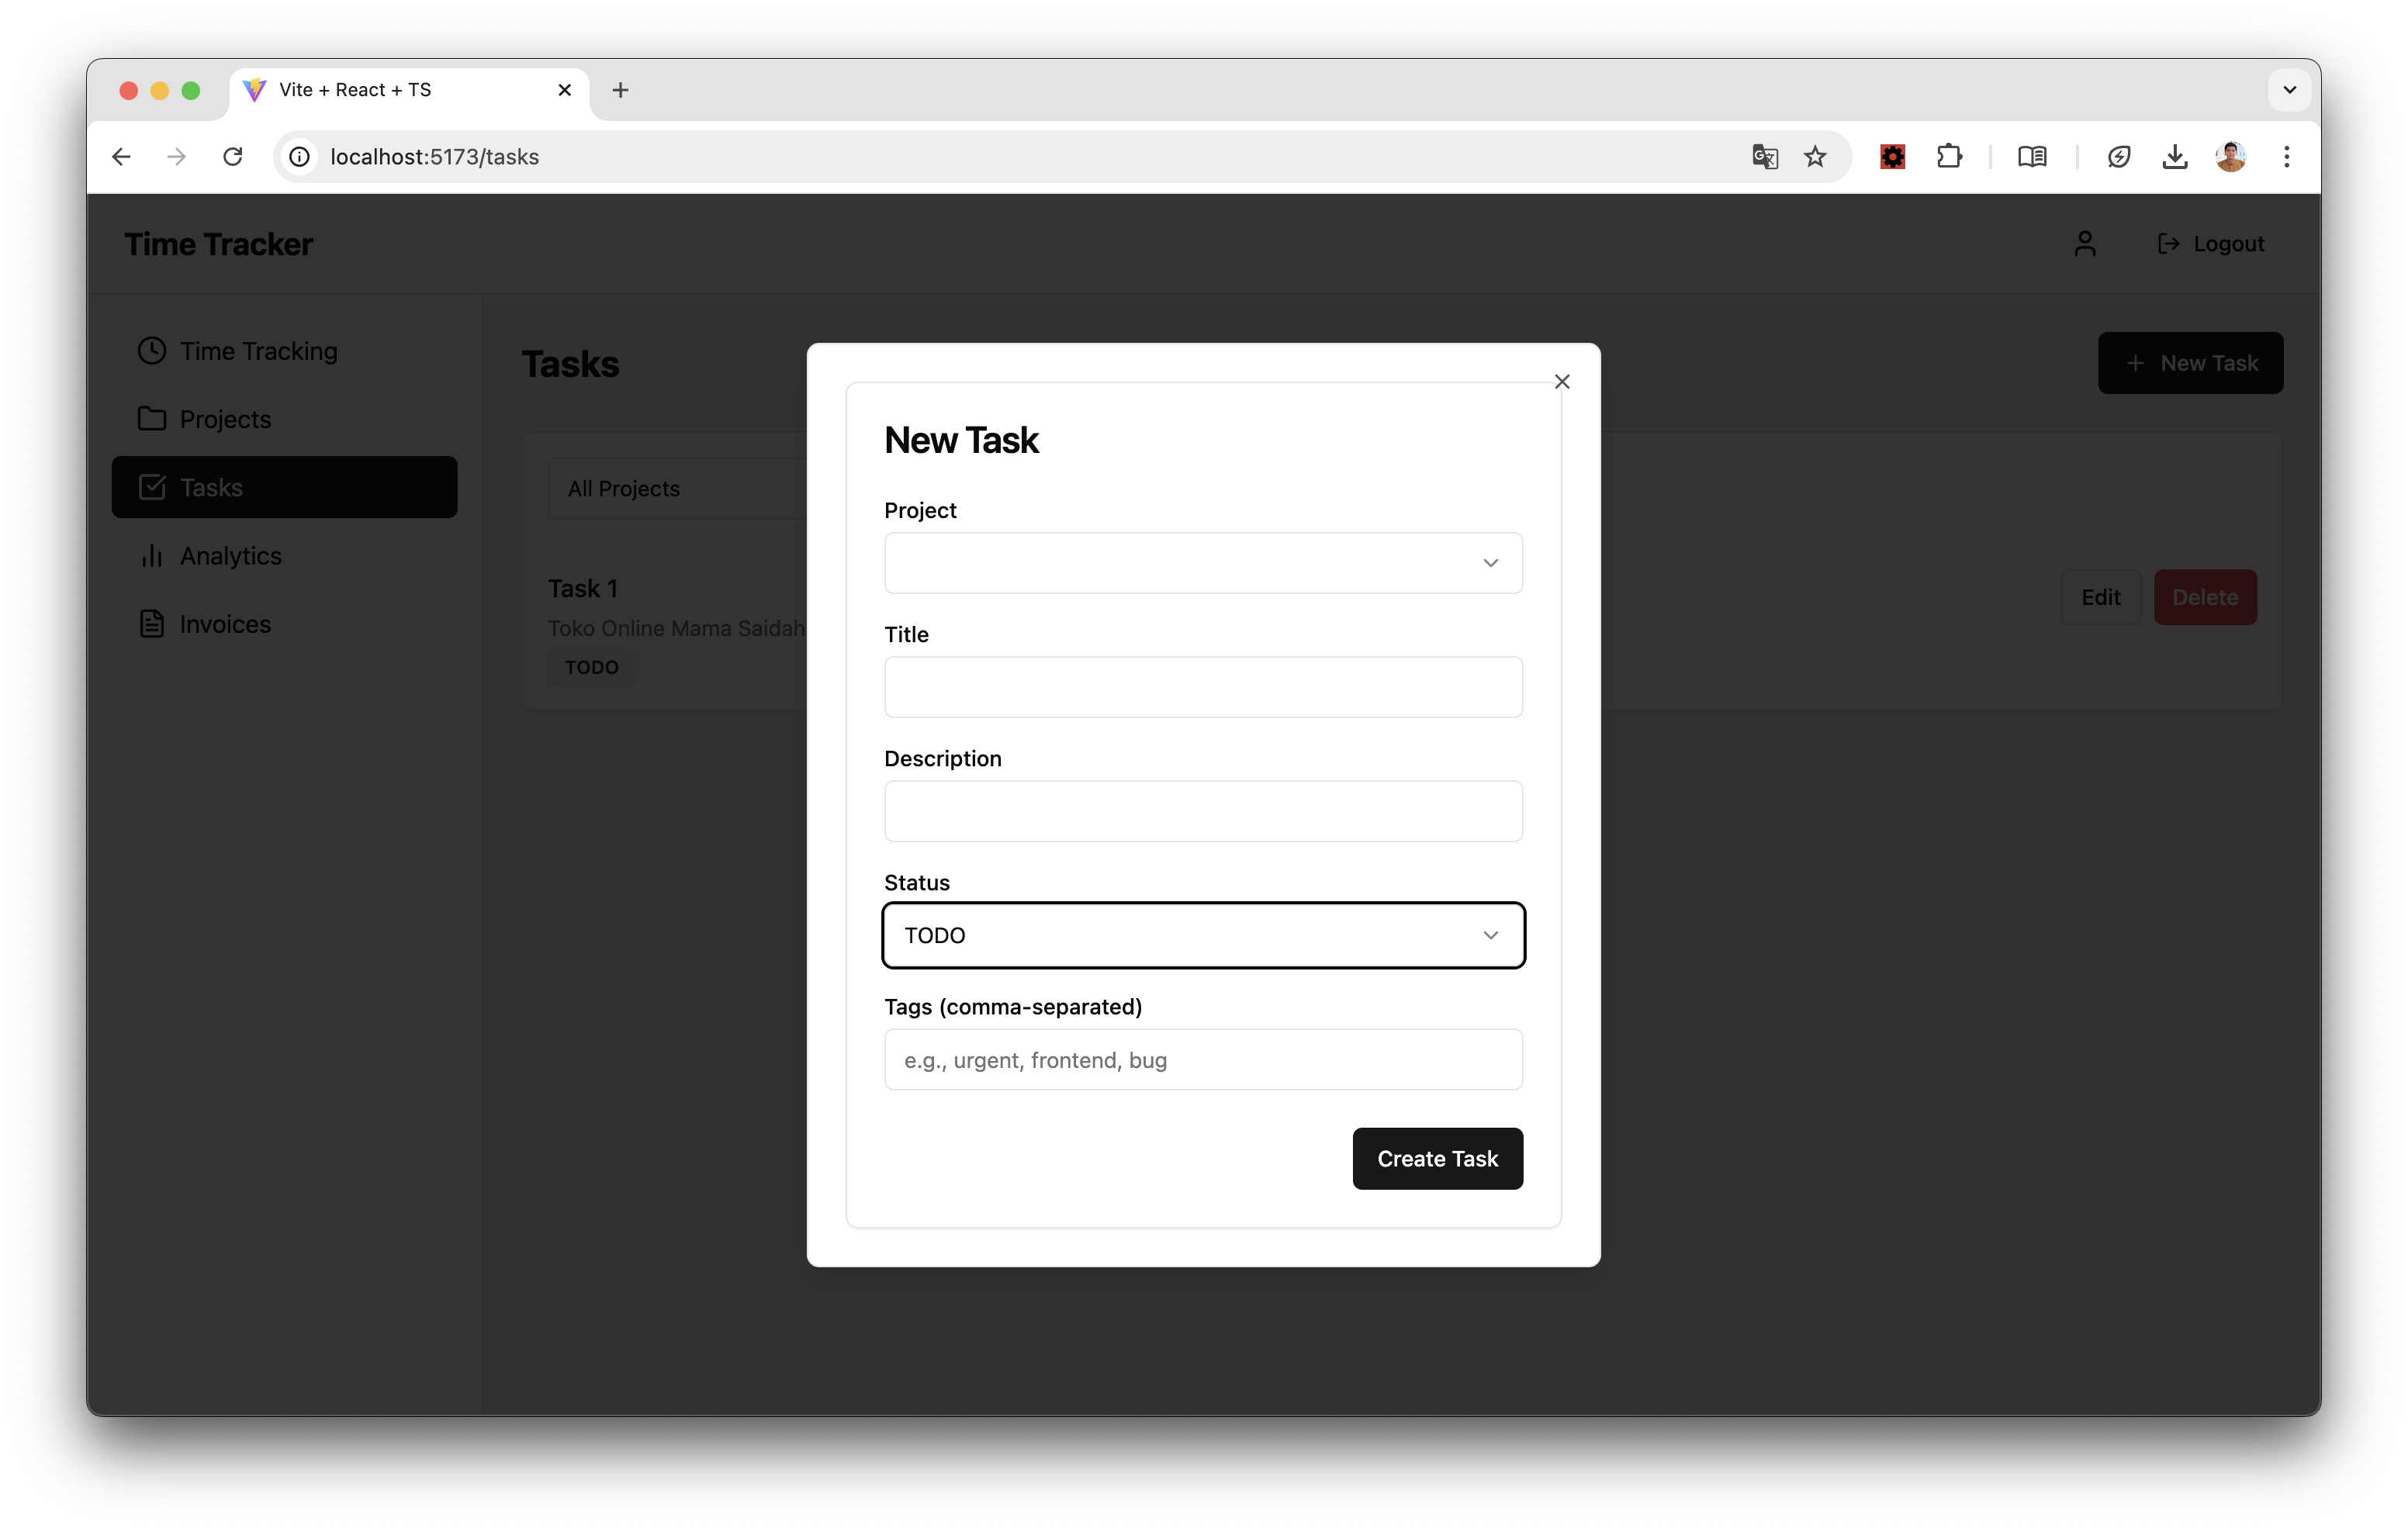 Vite + React + TS
localhost:5173/tasks
Time Tracker
Logout
Time Tracking
Projects
Tasks
Analytics
Invoices
Tasks
New Task
All Projects
Task 1
Toko Online Mama Saidah
TODO
Edit
Delete
New Task
Project
Title
Description
Status
TODO
Tags (comma-separated)
e.g., urgent, frontend, bug
Create Task